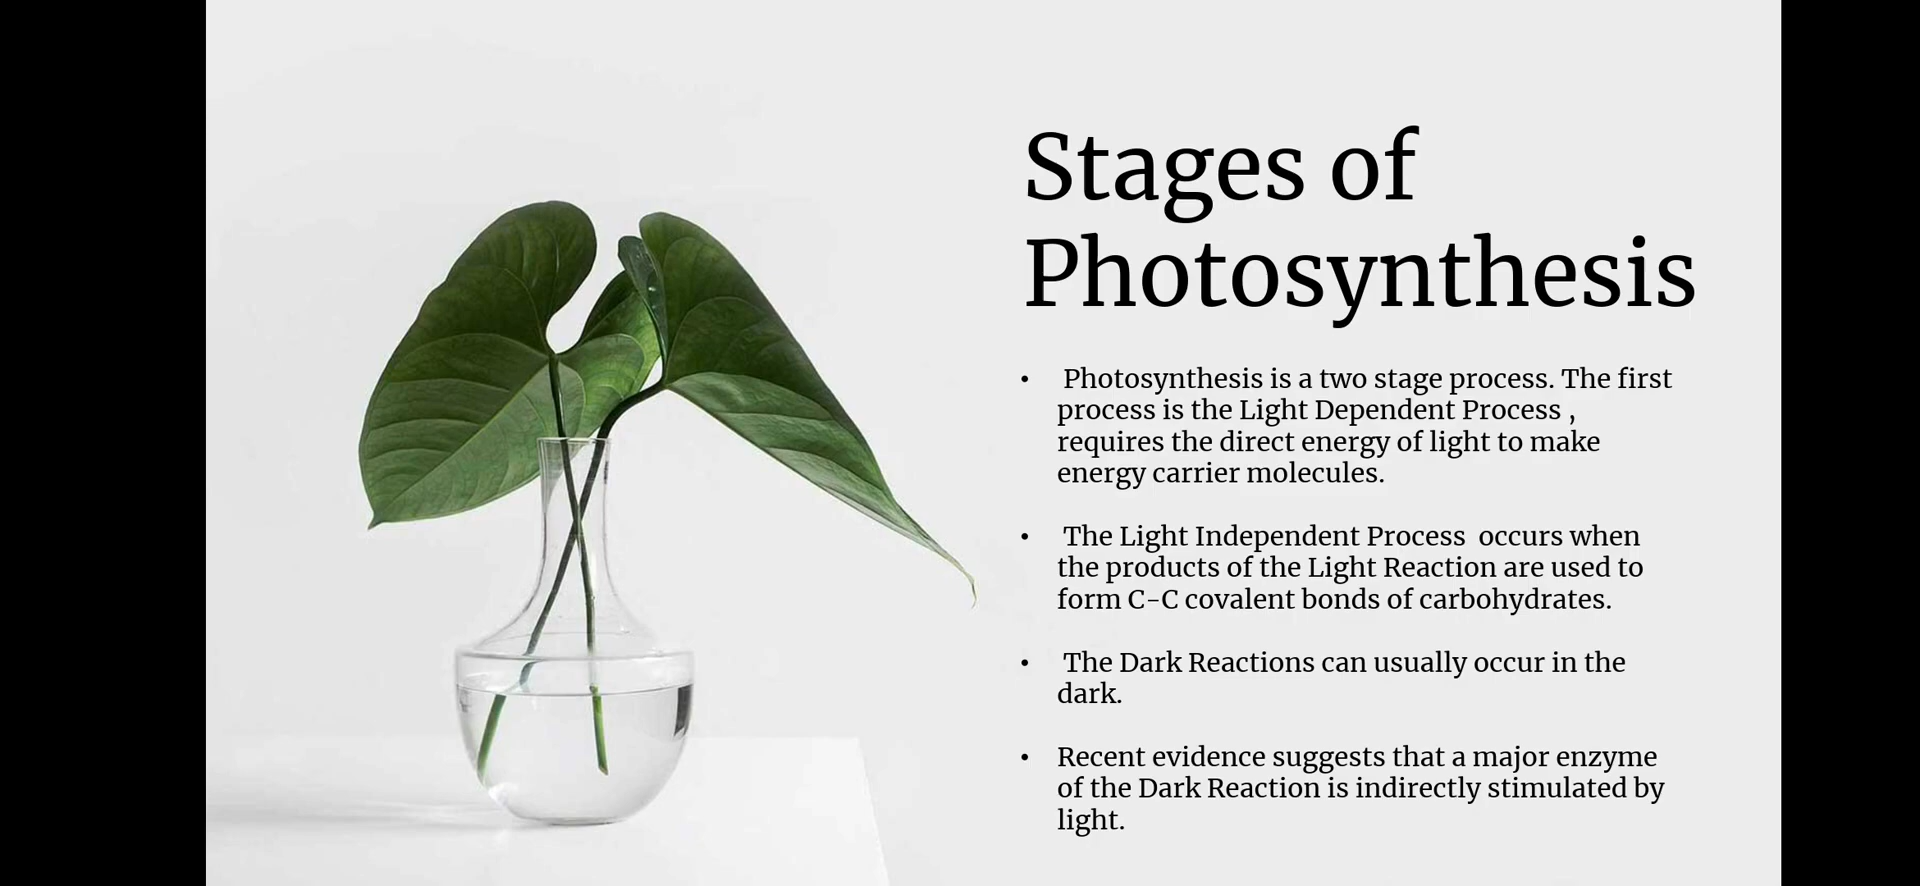 Stages of
Photosynthesis
• Photosynthesis is a two stage process. The first
process is the Light Dependent Process ,
requires the direct energy of light to make
energy carrier molecules.
• The Light Independent Process  occurs when
the products of the Light Reaction are used to
form C-C covalent bonds of carbohydrates.
• The Dark Reactions can usually occur in the
dark.
• Recent evidence suggests that a major enzyme
of the Dark Reaction is indirectly stimulated by
light.